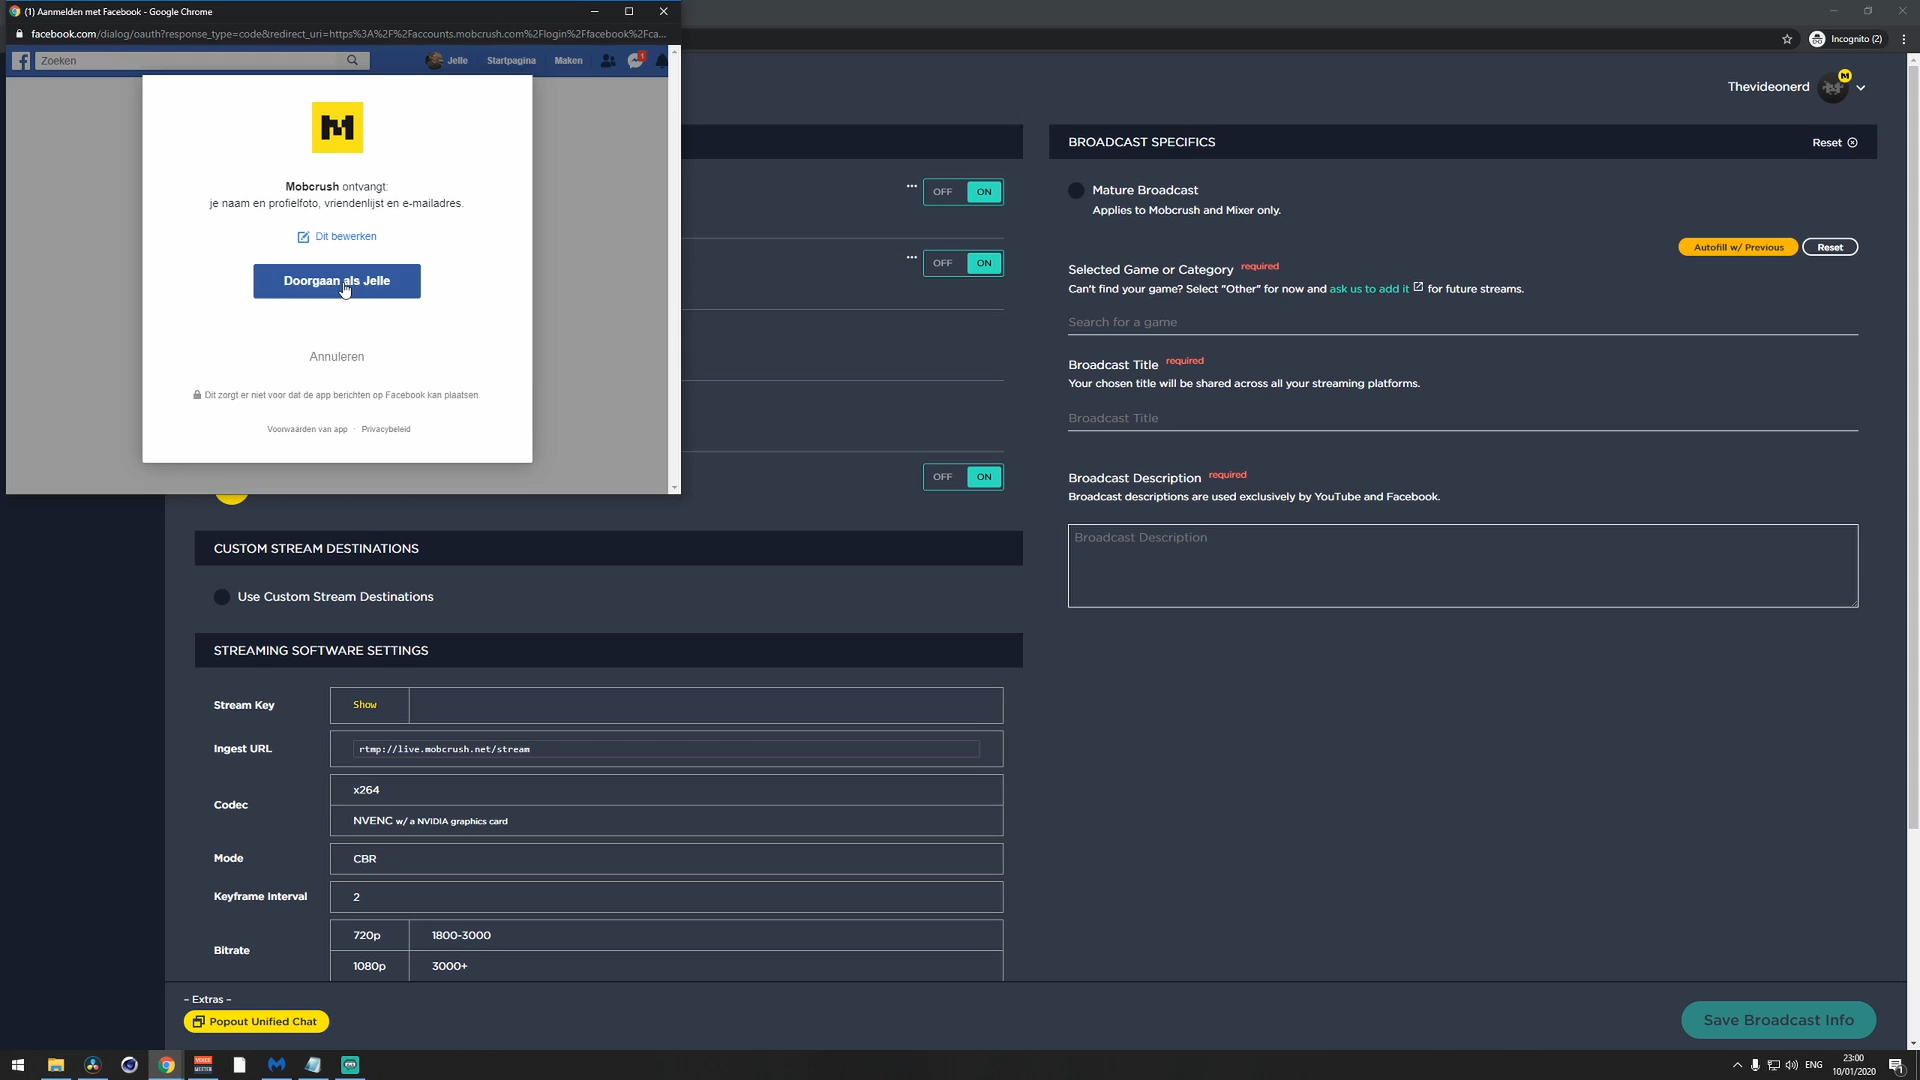 (1) Aanmelden met Facebook - Google Chrome
facebook.com/dialog/oauth?response_type=code&redirect_uri=https%3A%2F%2Faccounts.mobcrush.com%2Flogin%2Ffacebook%2Fca...
Incognito (2)
Zoeken
Jelle
Startpagina
Maken
1
Thevideonerd
M
Mobcrush ontvangt:
je naam en profielfoto, vriendenlijst en e-mailadres.
Dit bewerken
Doorgaan als Jelle
Annuleren
Dit zorgt er niet voor dat de app berichten op Facebook kan plaatsen.
Voorwaarden van app · Privacybeleid
... OFF ON
... OFF ON
OFF ON
BROADCAST SPECIFICS
Reset
Mature Broadcast
Applies to Mobcrush and Mixer only.
Autofill w/ Previous
Reset
Selected Game or Category required
Can't find your game? Select "Other" for now and ask us to add it for future streams.
Search for a game
Broadcast Title required
Your chosen title will be shared across all your streaming platforms.
Broadcast Title
Broadcast Description required
Broadcast descriptions are used exclusively by YouTube and Facebook.
Broadcast Description
CUSTOM STREAM DESTINATIONS
Use Custom Stream Destinations
STREAMING SOFTWARE SETTINGS
Stream Key
Show
Ingest URL
rtmp://live.mobcrush.net/stream
Codec
x264
NVENC w/ a NVIDIA graphics card
Mode
CBR
Keyframe Interval
2
Bitrate
720p 1800-3000
1080p 3000+
- Extras -
Popout Unified Chat
Save Broadcast Info
VOICE
MEETER
ENG
23:00
10/01/2020